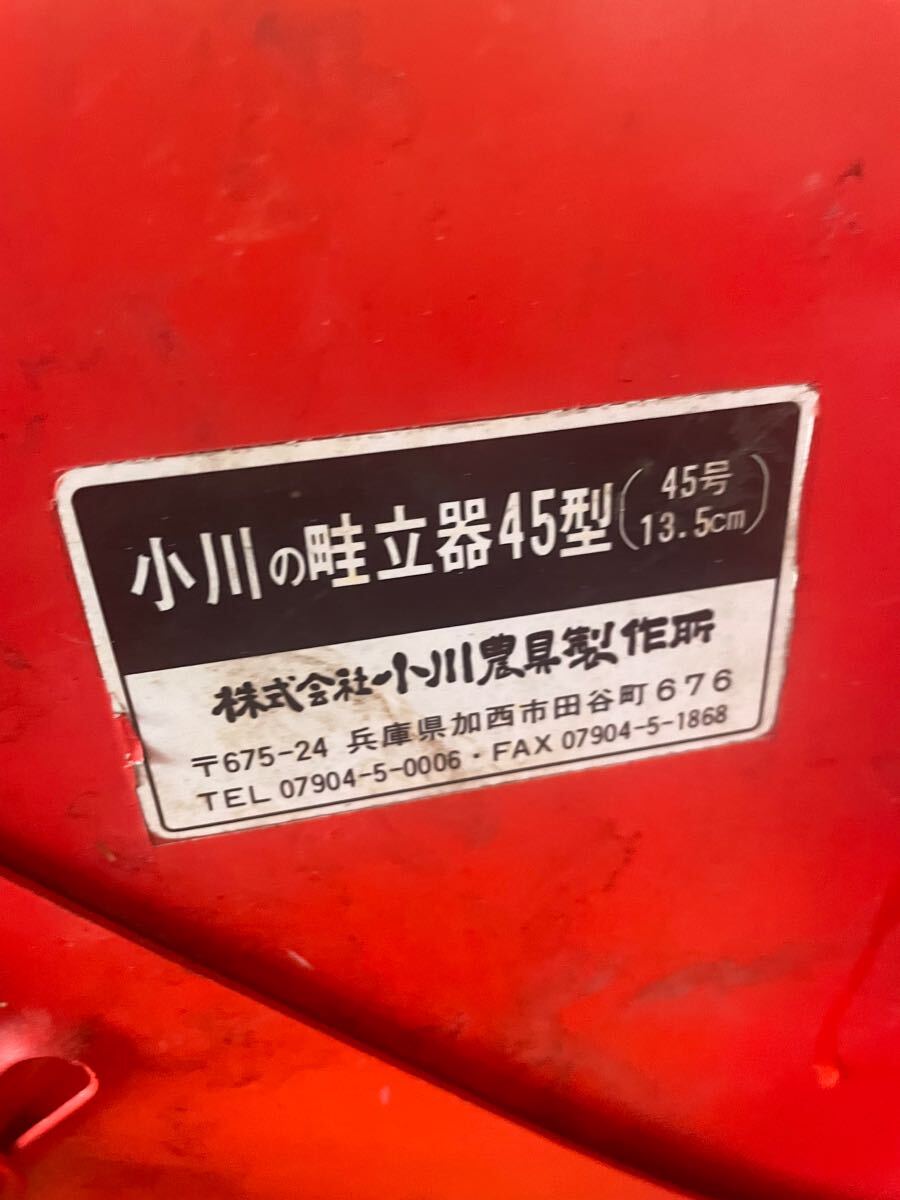 小川の畦立器45型(45号 13.5cm)
株式会社小川農具製作所
〒675-24 兵庫県加西市田谷町676
TEL 07904-5-0006・FAX 07904-5-1868